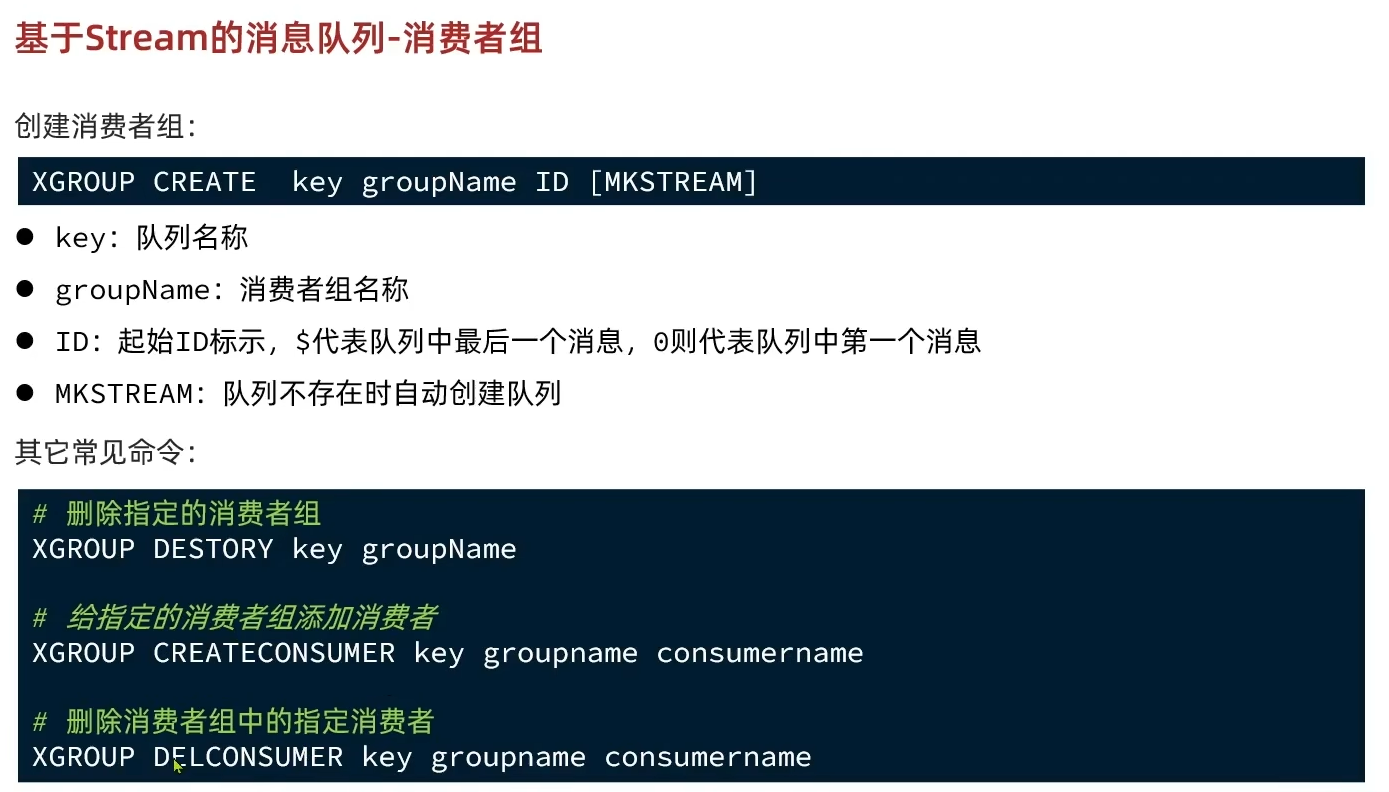 基于Stream的消息队列-消费者组
创建消费者组：
XGROUP CREATE  key groupName ID [MKSTREAM]
● key：队列名称
● groupName：消费者组名称
● ID：起始ID标示，$代表队列中最后一个消息，0则代表队列中第一个消息
● MKSTREAM：队列不存在时自动创建队列
其它常见命令：
# 删除指定的消费者组
XGROUP DESTORY key groupName
# 给指定的消费者组添加消费者
XGROUP CREATECONSUMER key groupname consumername
# 删除消费者组中的指定消费者
XGROUP DELCONSUMER key groupname consumername